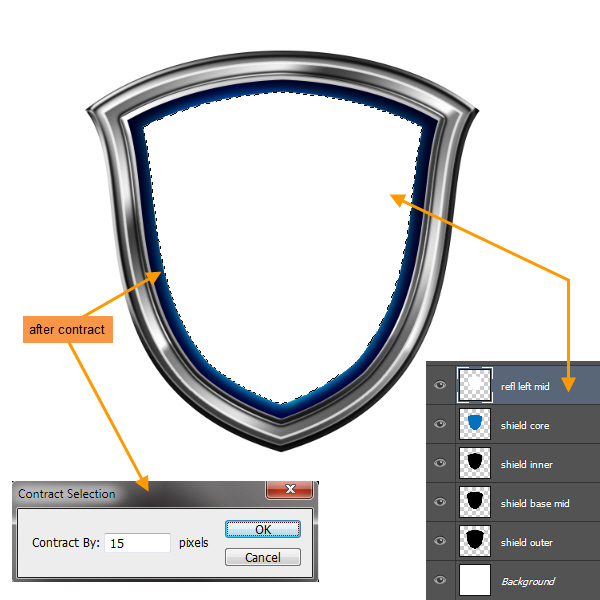 after contract
refl left mid
shield core
shield inner
shield base mid
shield outer
Background
Contract Selection
Contract By: 15 pixels
OK
Cancel